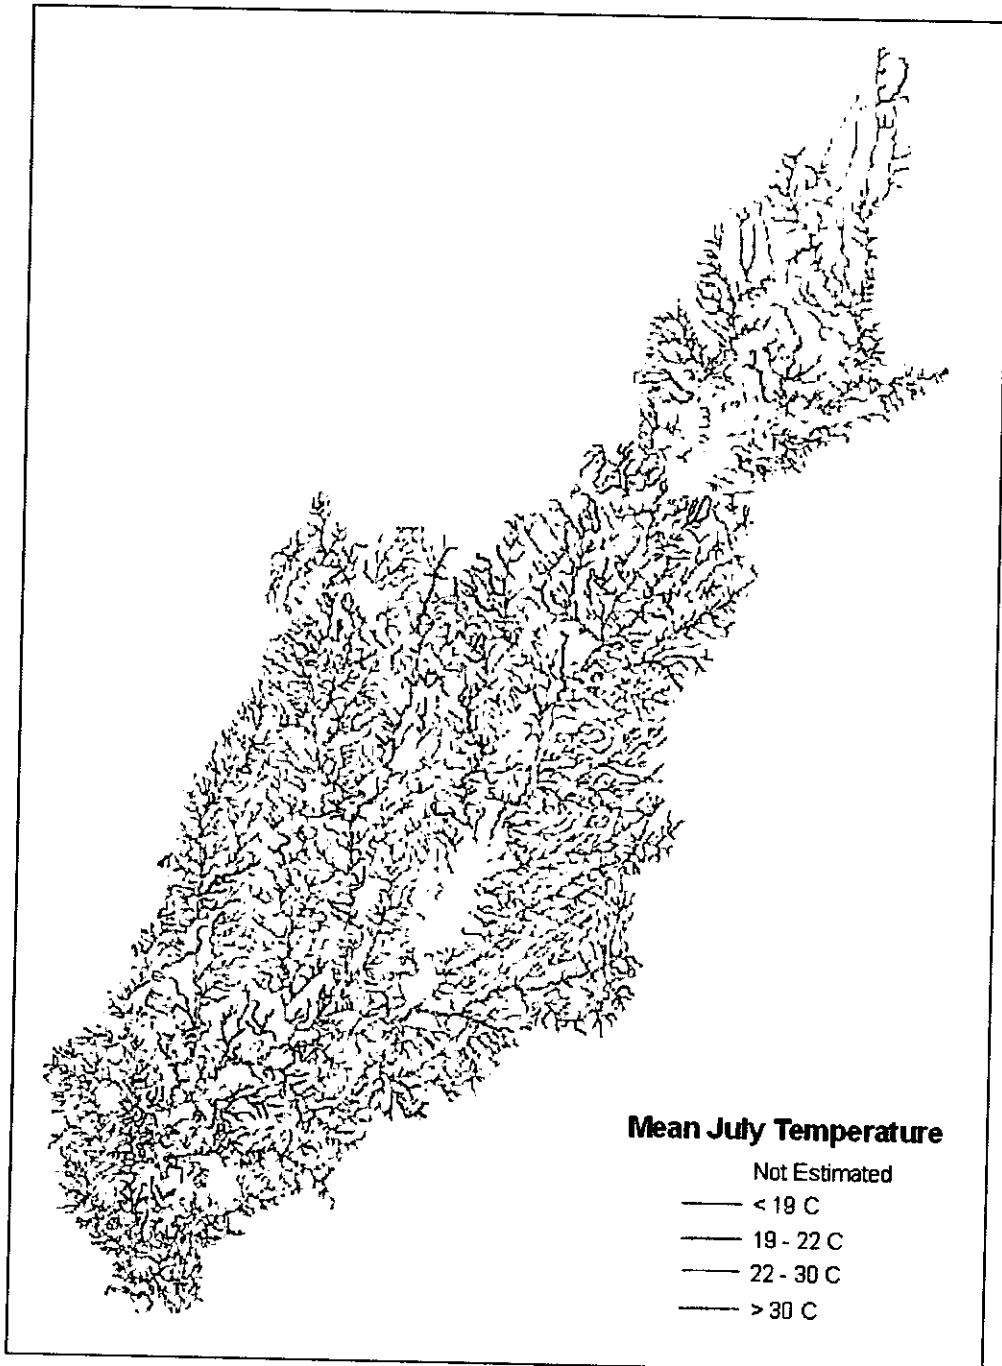 Mean July Temperature
Not Estimated
< 19 C
19 - 22 C
22 - 30 C
> 30 C